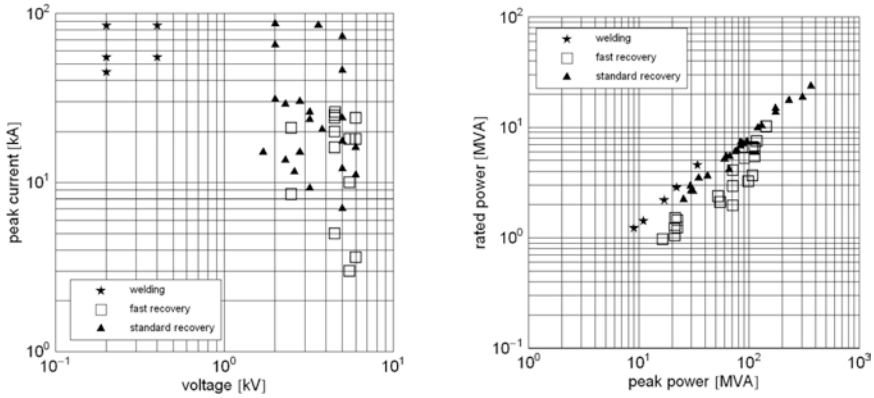 10²
peak current [kA]
10¹
10⁰
welding
fast recovery
standard recovery
10⁻¹ 10⁰ 10¹
voltage [kV]
10²
welding
fast recovery
standard recovery
rated power [MVA]
10¹
10⁰
10⁻¹
10⁰ 10¹ 10² 10³
peak power [MVA]